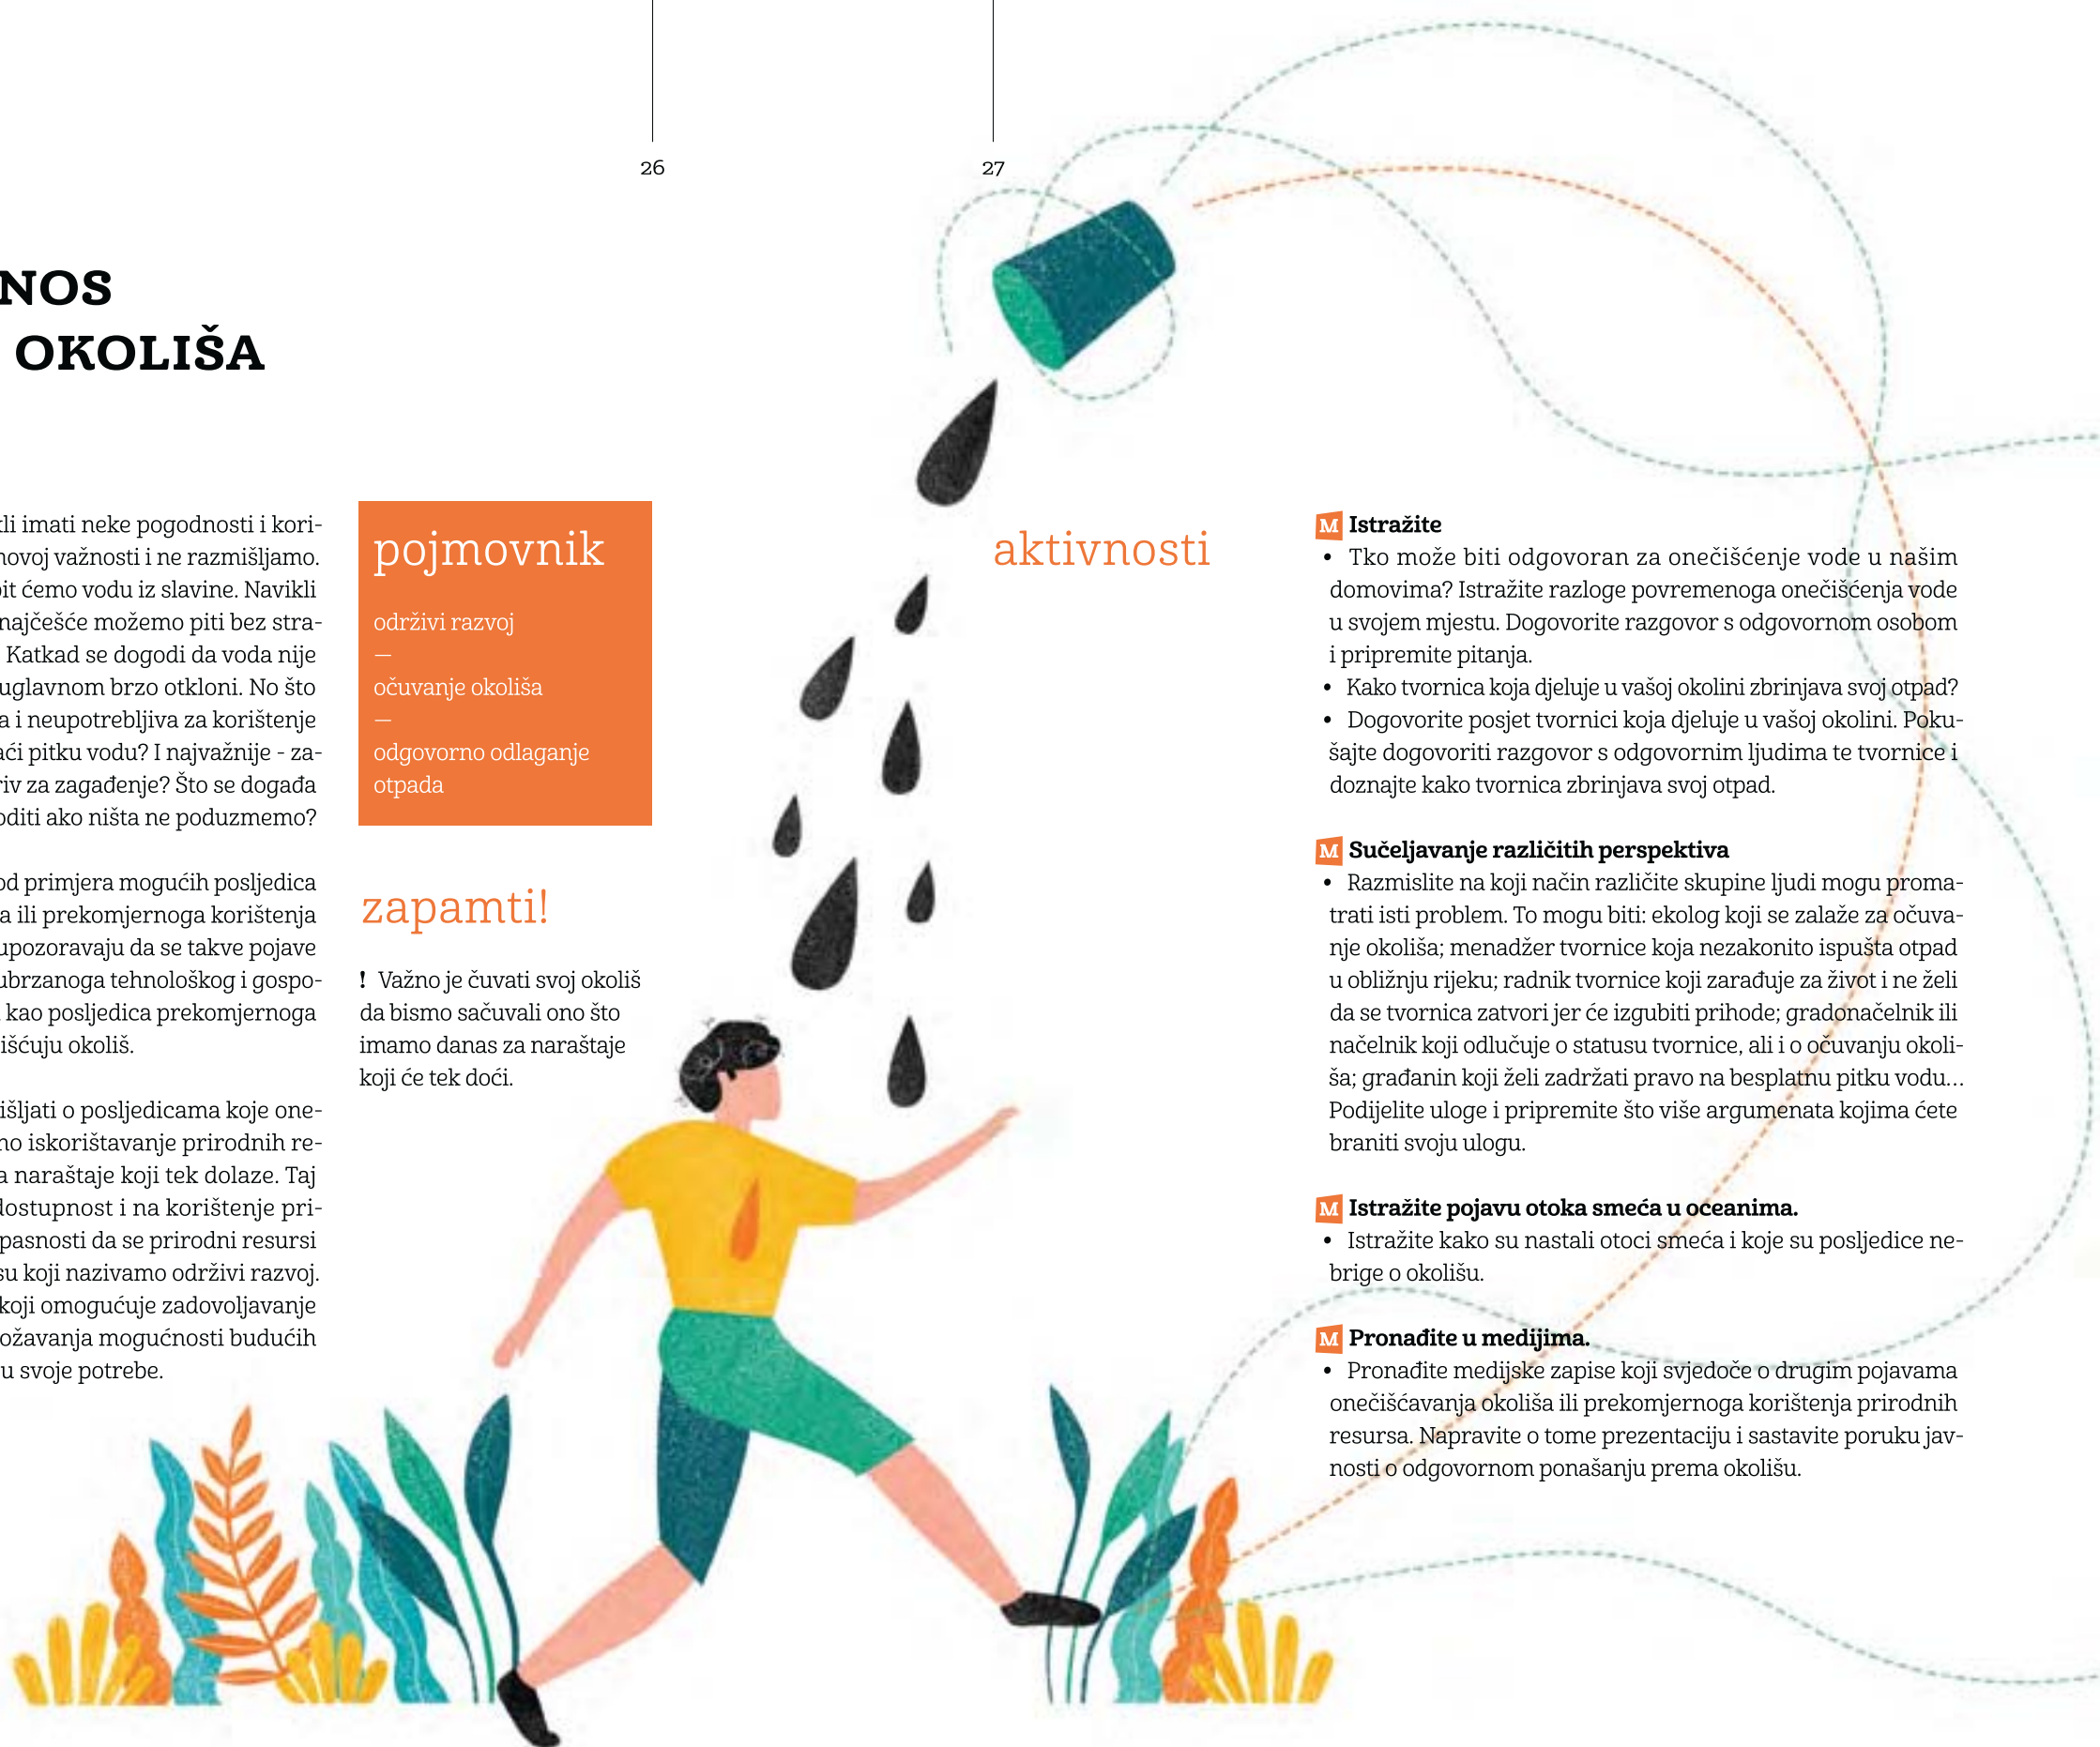 26
27
NOS
OKOLIŠA
imati neke pogodnosti i kori-
važnosti i ne razmišljamo.
ćemo vodu iz slavine. Navikli
najčešće možemo piti bez stra-
Katkad se dogodi da voda nije
uglavnom brzo otkloni. No što
i neupotrebljiva za korištenje
pitku vodu? I najvažnije - za-
za zagađenje? Što se događa
ako ništa ne poduzmemo?
od primjera mogućih posljedica
ili prekomjernoga korištenja
upozoravaju da se takve pojave
ubrzanoga tehnološkog i gospo-
kao posljedica prekomjernoga
okoliš.
o posljedicama koje one-
iskorištavanje prirodnih re-
naraštaje koji tek dolaze. Taj
dostupnost i na korištenje pri-
da se prirodni resursi
koji nazivamo održivi razvoj.
koji omogućuje zadovoljavanje
mogućnosti budućih
svoje potrebe.
pojmovnik
održivi razvoj
—
očuvanje okoliša
—
odgovorno odlaganje
otpada
zapamti!
! Važno je čuvati svoj okoliš
da bismo sačuvali ono što
imamo danas za naraštaje
koji će tek doći.
aktivnosti
M Istražite
• Tko može biti odgovoran za onečišćenje vode u našim
domovima? Istražite razloge povremenoga onečišćenja vode
u svojem mjestu. Dogovorite razgovor s odgovornom osobom
i pripremite pitanja.
• Kako tvornica koja djeluje u vašoj okolini zbrinjava svoj otpad?
• Dogovorite posjet tvornici koja djeluje u vašoj okolini. Poku-
šajte dogovoriti razgovor s odgovornim ljudima te tvornice i
doznajte kako tvornica zbrinjava svoj otpad.
M Sučeljavanje različitih perspektiva
• Razmislite na koji način različite skupine ljudi mogu proma-
trati isti problem. To mogu biti: ekolog koji se zalaže za očuva-
nje okoliša; menadžer tvornice koja nezakonito ispušta otpad
u obližnju rijeku; radnik tvornice koji zarađuje za život i ne želi
da se tvornica zatvori jer će izgubiti prihode; gradonačelnik ili
načelnik koji odlučuje o statusu tvornice, ali i o očuvanju okoli-
ša; građanin koji želi zadržati pravo na besplatnu pitku vodu...
Podijelite uloge i pripremite što više argumenata kojima ćete
braniti svoju ulogu.
M Istražite pojavu otoka smeća u oceanima.
• Istražite kako su nastali otoci smeća i koje su posljedice ne-
brige o okolišu.
M Pronađite u medijima.
• Pronađite medijske zapise koji svjedoče o drugim pojavama
onečišćavanja okoliša ili prekomjernoga korištenja prirodnih
resursa. Napravite o tome prezentaciju i sastavite poruku jav-
nosti o odgovornom ponašanju prema okolišu.